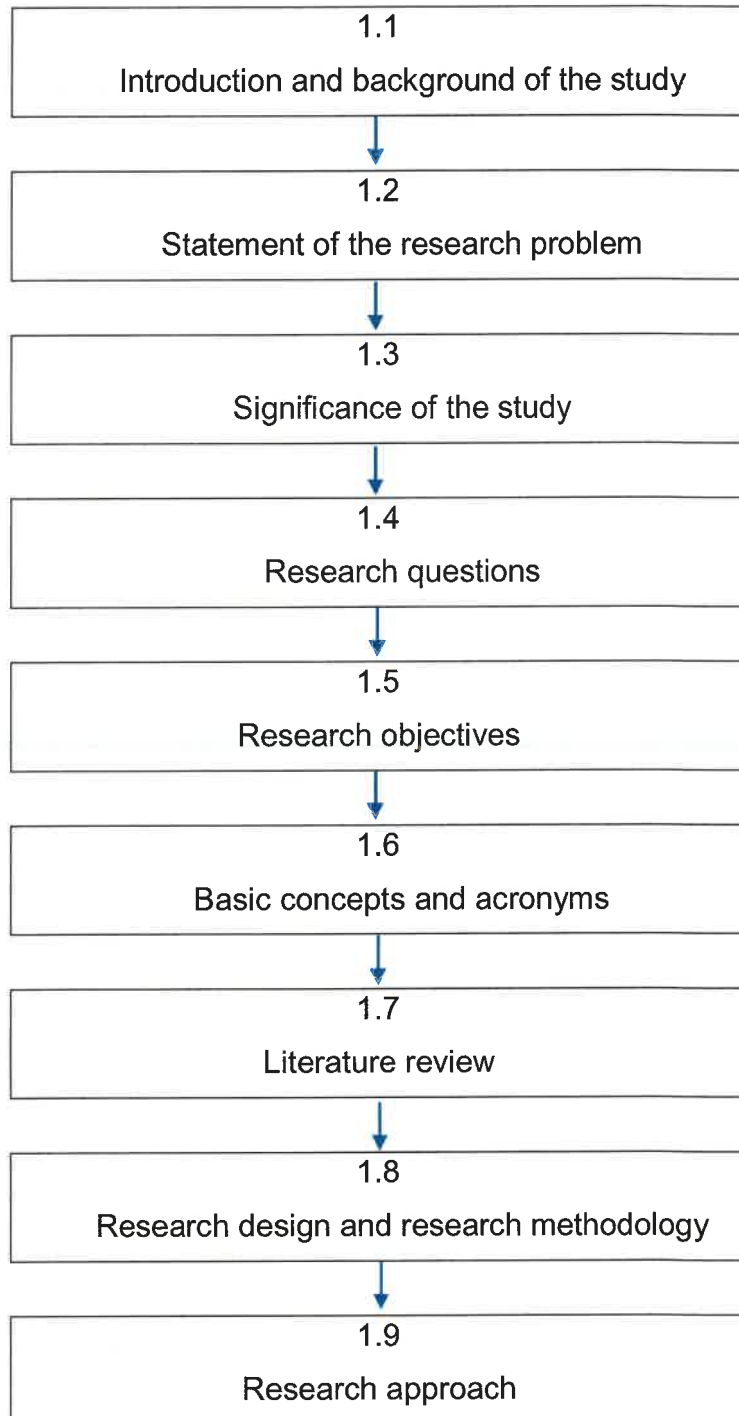 1.1
Introduction and background of the study
1.2
Statement of the research problem
1.3
Significance of the study
1.4
Research questions
1.5
Research objectives
1.6
Basic concepts and acronyms
1.7
Literature review
1.8
Research design and research methodology
1.9
Research approach